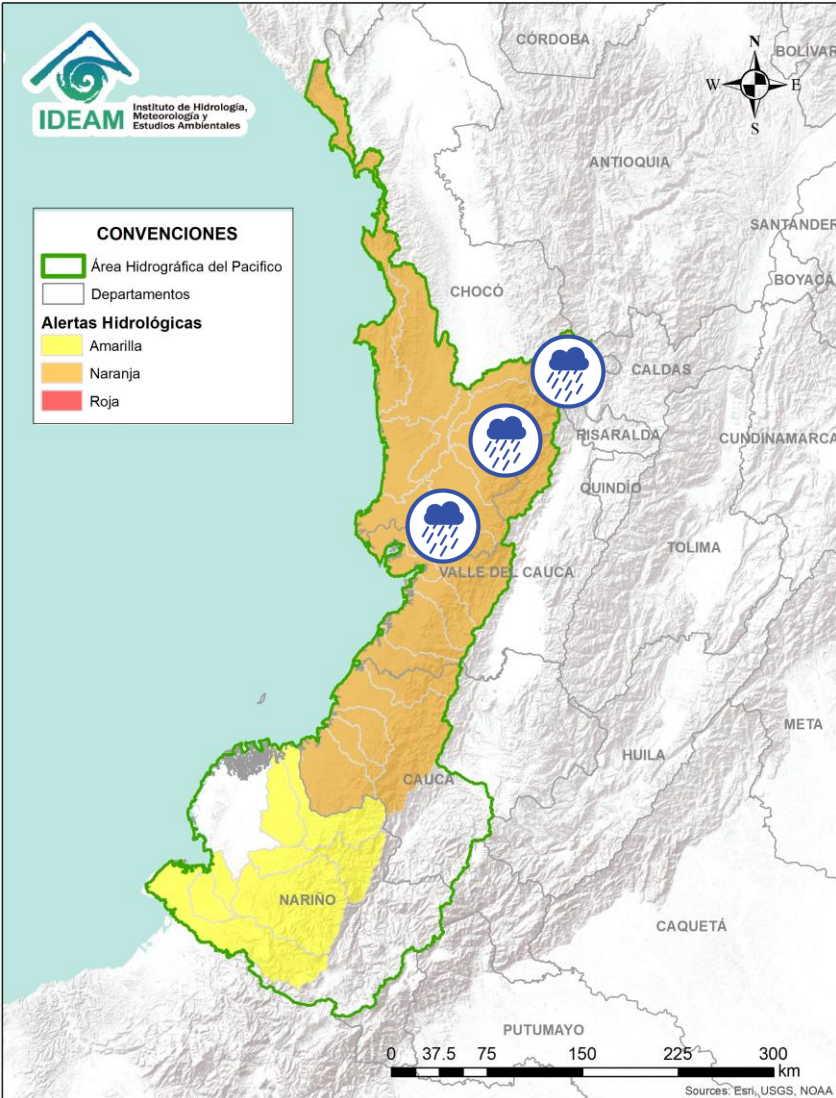 IDEAM
Instituto de Hidrología,
Meteorología y
Estudios Ambientales
N
W E
S
CÓRDOBA
BOLÍVAR
ANTIOQUIA
SANTANDER
BOYACÁ
CONVENCIONES
Área Hidrográfica del Pacifico
Departamentos
Alertas Hidrológicas
Amarilla
Naranja
Roja
CHOCÓ
CALDAS
RISARALDA
CUNDINAMARCA
QUINDÍO
TOLIMA
VALLE DEL CAUCA
META
HUILA
CAUCA
NARIÑO
CAQUETÁ
PUTUMAYO
0 37.5 75 150 225 300
km
Sources: Esri, USGS, NOAA